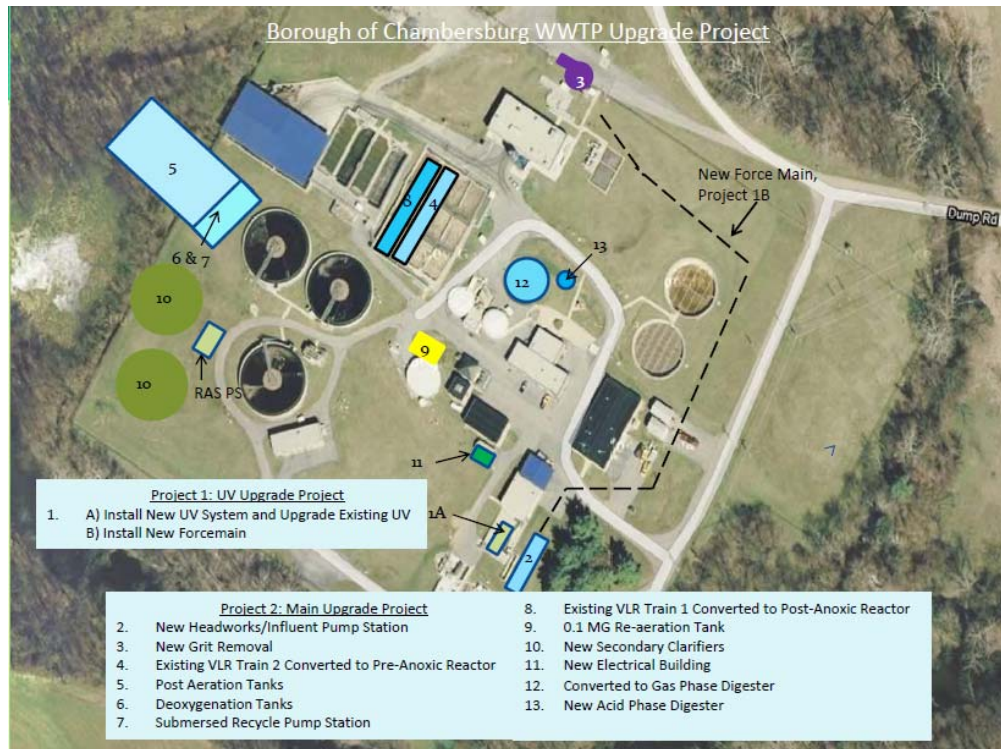 Borough of Chambersburg WWTP Upgrade Project
3
5
New Force Main,
Project 1B
8
4
Dump Rd
6 & 7
13
12
10
9
10
RAS PS
11
1A
2
Project 1: UV Upgrade Project
1. A) Install New UV System and Upgrade Existing UV
B) Install New Forcemain
Project 2: Main Upgrade Project
2. New Headworks/Influent Pump Station
3. New Grit Removal
4. Existing VLR Train 2 Converted to Pre-Anoxic Reactor
5. Post Aeration Tanks
6. Deoxygenation Tanks
7. Submersed Recycle Pump Station
8. Existing VLR Train 1 Converted to Post-Anoxic Reactor
9. 0.1 MG Re-aeration Tank
10. New Secondary Clarifiers
11. New Electrical Building
12. Converted to Gas Phase Digester
13. New Acid Phase Digester